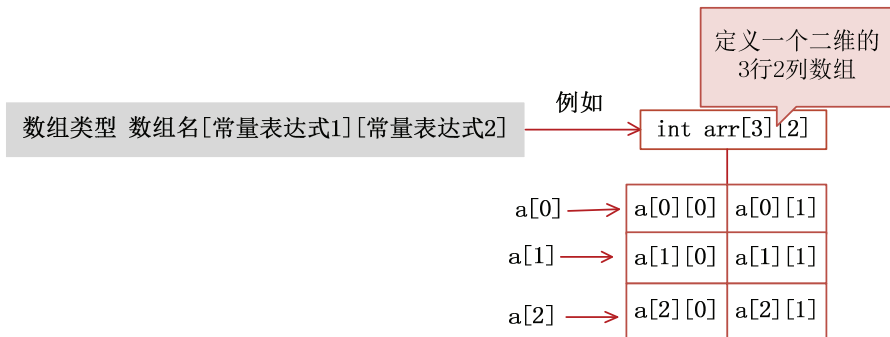 定义一个二维的
3行2列数组
例如
数组类型 数组名[常量表达式1][常量表达式2]
int arr[3][2]
a[0]
a[0][0]
a[0][1]
a[1]
a[1][0]
a[1][1]
a[2]
a[2][0]
a[2][1]